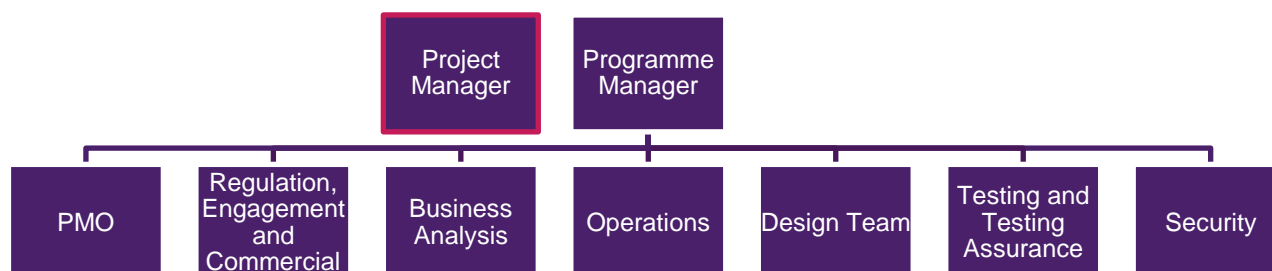 Project
Manager
Programme
Manager
PMO
Regulation,
Engagement
and
Commercial
Business
Analysis
Operations
Design Team
Testing and
Testing
Assurance
Security